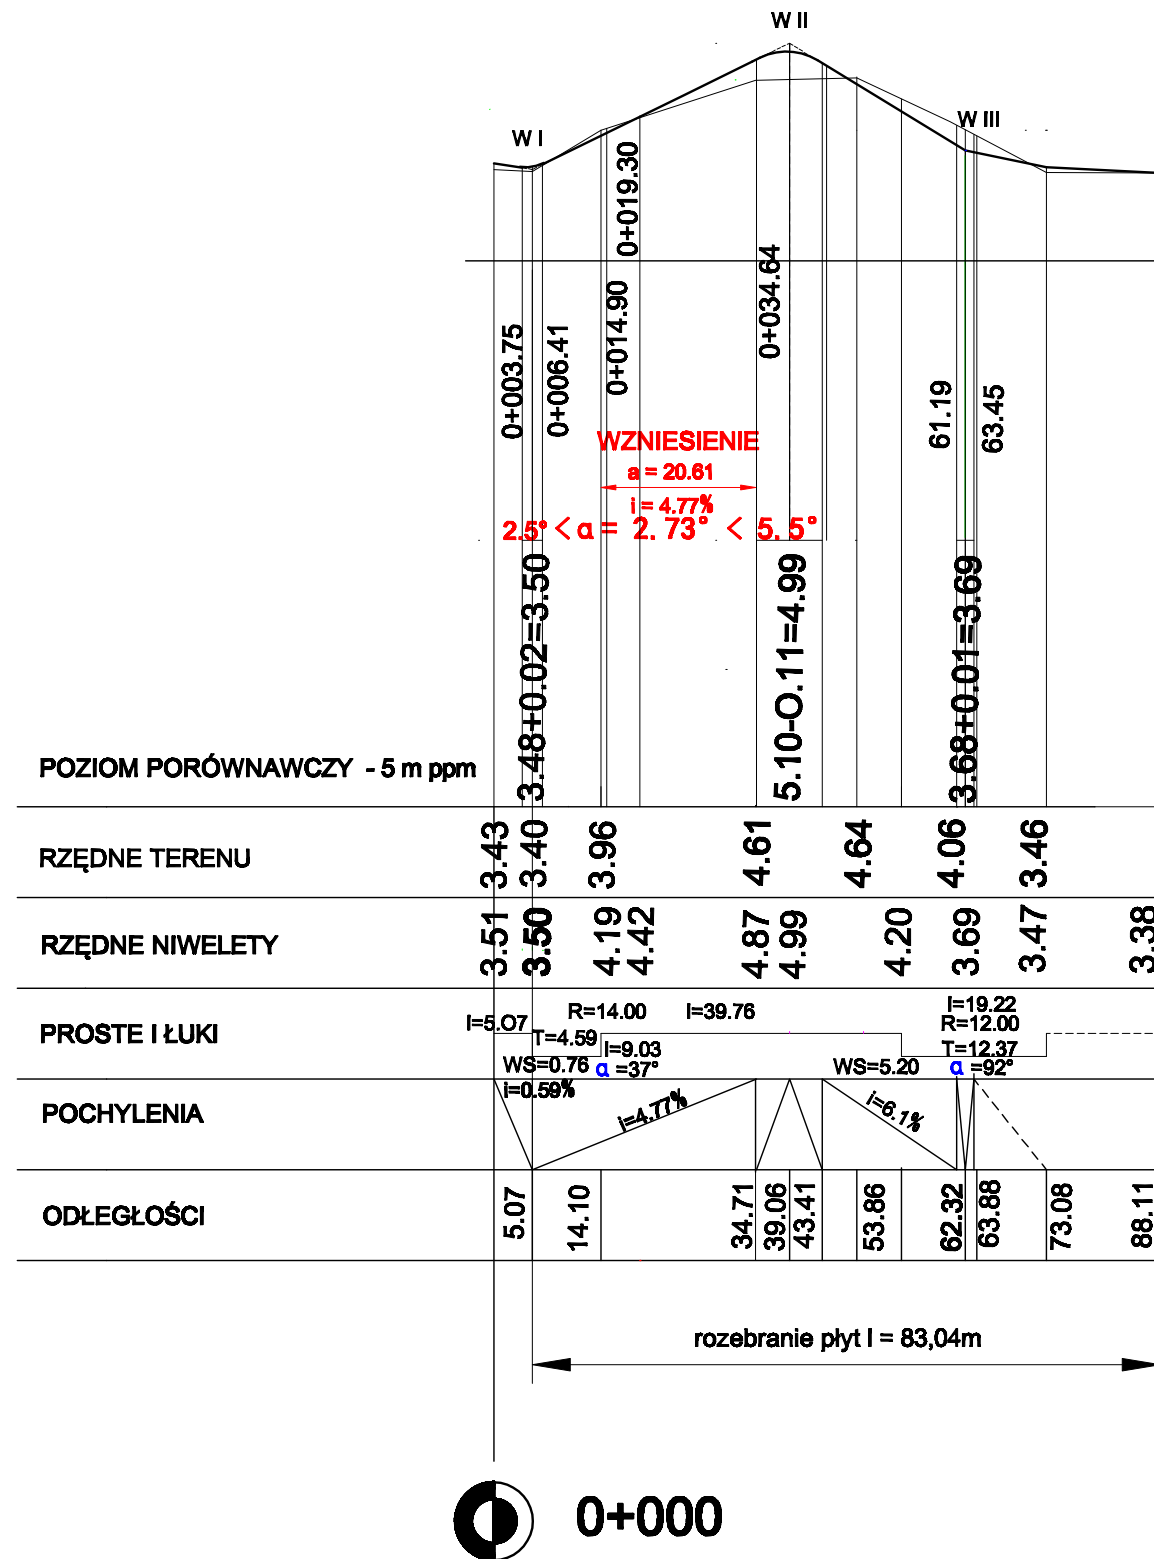 W II
W I
W III
0+003.75
0+006.41
0+014.90
0+019.30
0+034.64
61.19
63.45
WZNIESIENIE
a = 20.61
i = 4.77%
2.5° < α = 2.73° < 5.5°
3.48+0.02=3.50
5.10-O.11=4.99
3.68+0.01=3.69
POZIOM PORÓWNAWCZY - 5 m ppm
RZĘDNE TERENU
3.43
3.40
3.96
4.61
4.64
4.06
3.46
RZĘDNE NIWELETY
3.51
3.50
4.19
4.42
4.87
4.99
4.20
3.69
3.47
3.38
PROSTE I ŁUKI
l=5.O7
R=14.00
T=4.59
l=9.03
WS=0.76
α =37°
l=39.76
WS=5.20
l=19.22
R=12.00
T=12.37
α =92°
POCHYLENIA
i=0.59%
i=4.77%
i=6.1%
ODŁEGŁOŚCI
5.07
14.10
34.71
39.06
43.41
53.86
62.32
63.88
73.08
88.11
rozebranie płyt l = 83,04m
0+000